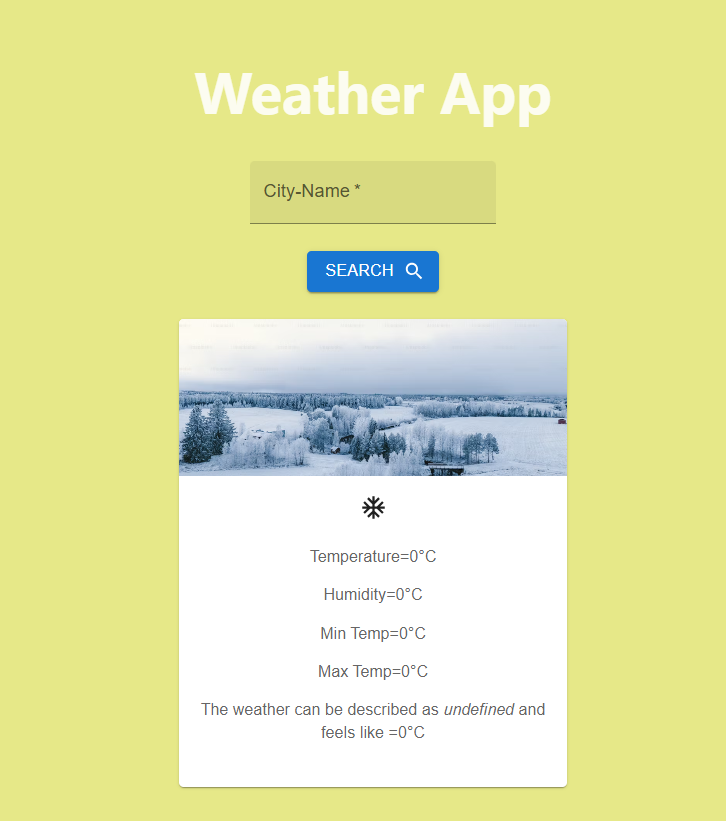 Weather App
City-Name *
SEARCH
Temperature=0°C
Humidity=0°C
Min Temp=0°C
Max Temp=0°C
The weather can be described as undefined and
feels like =0°C